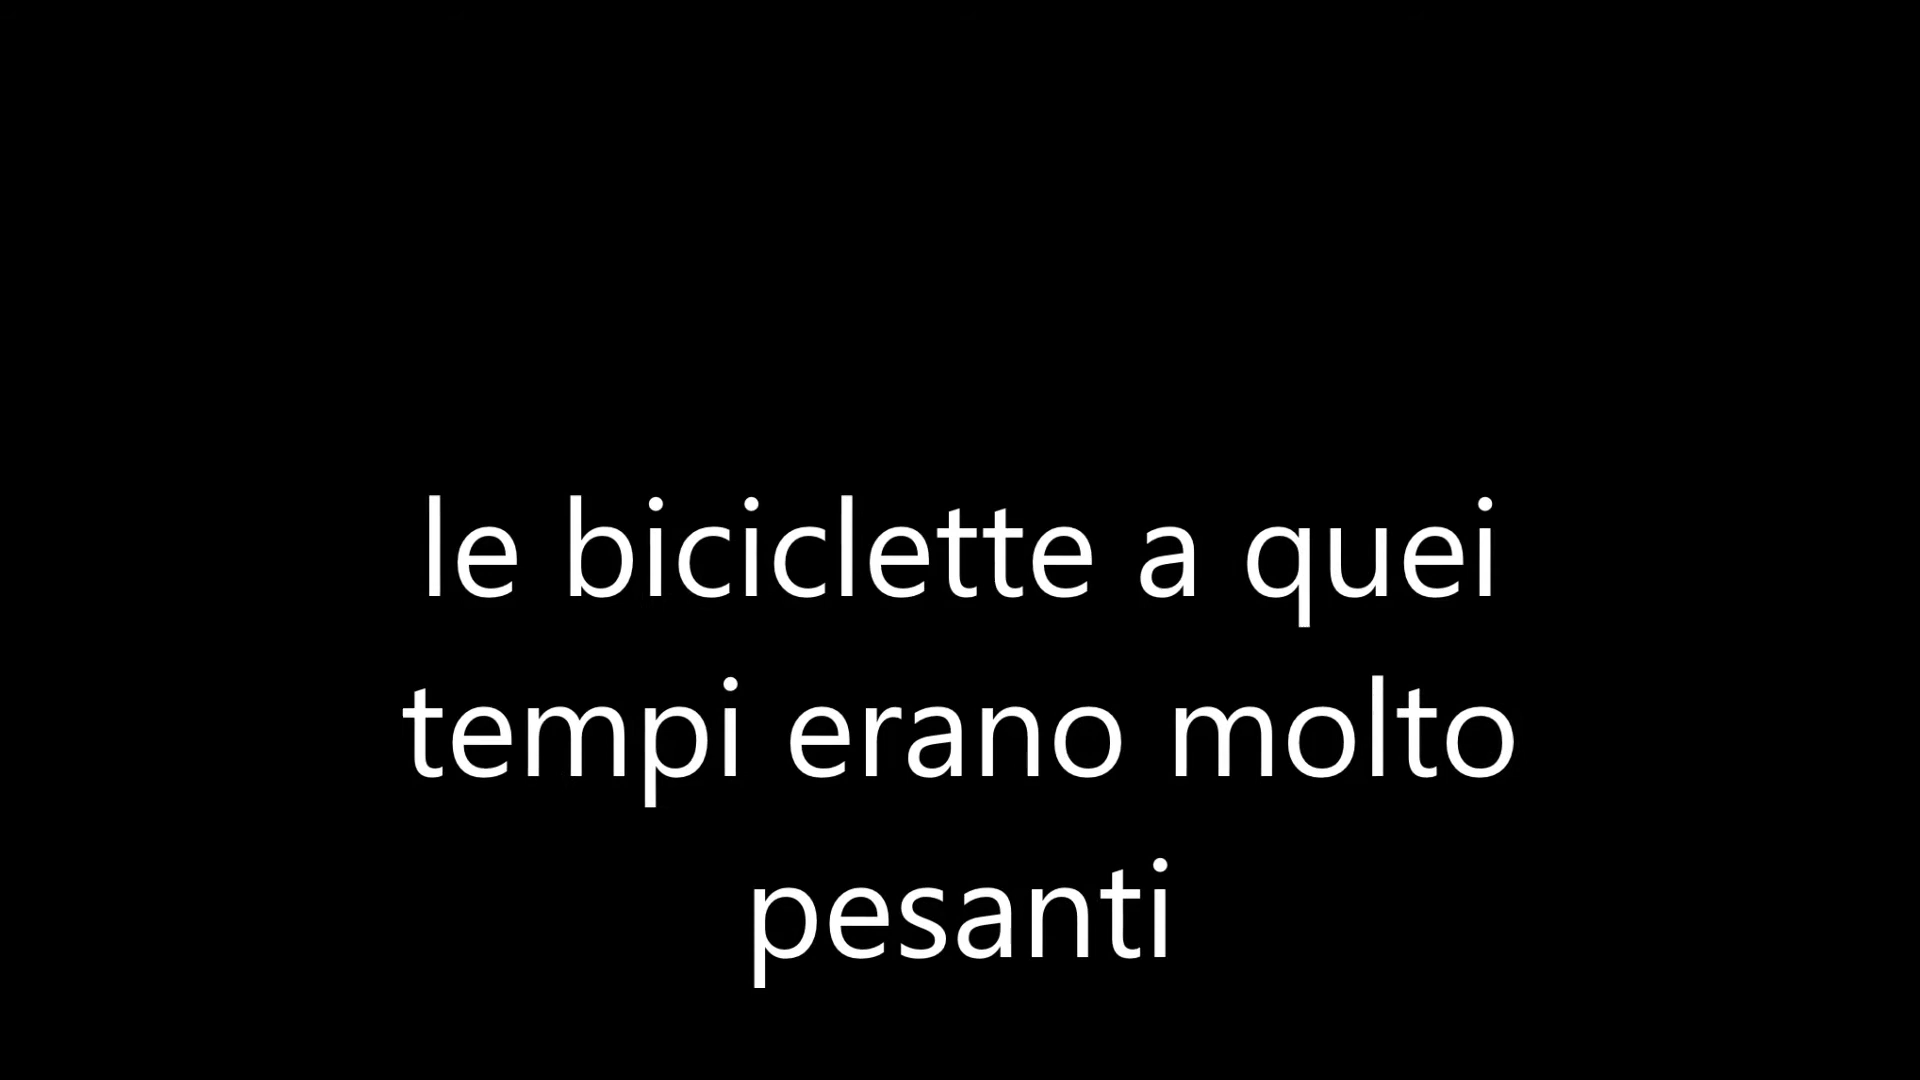 le biciclette a quei
tempi erano molto
pesanti